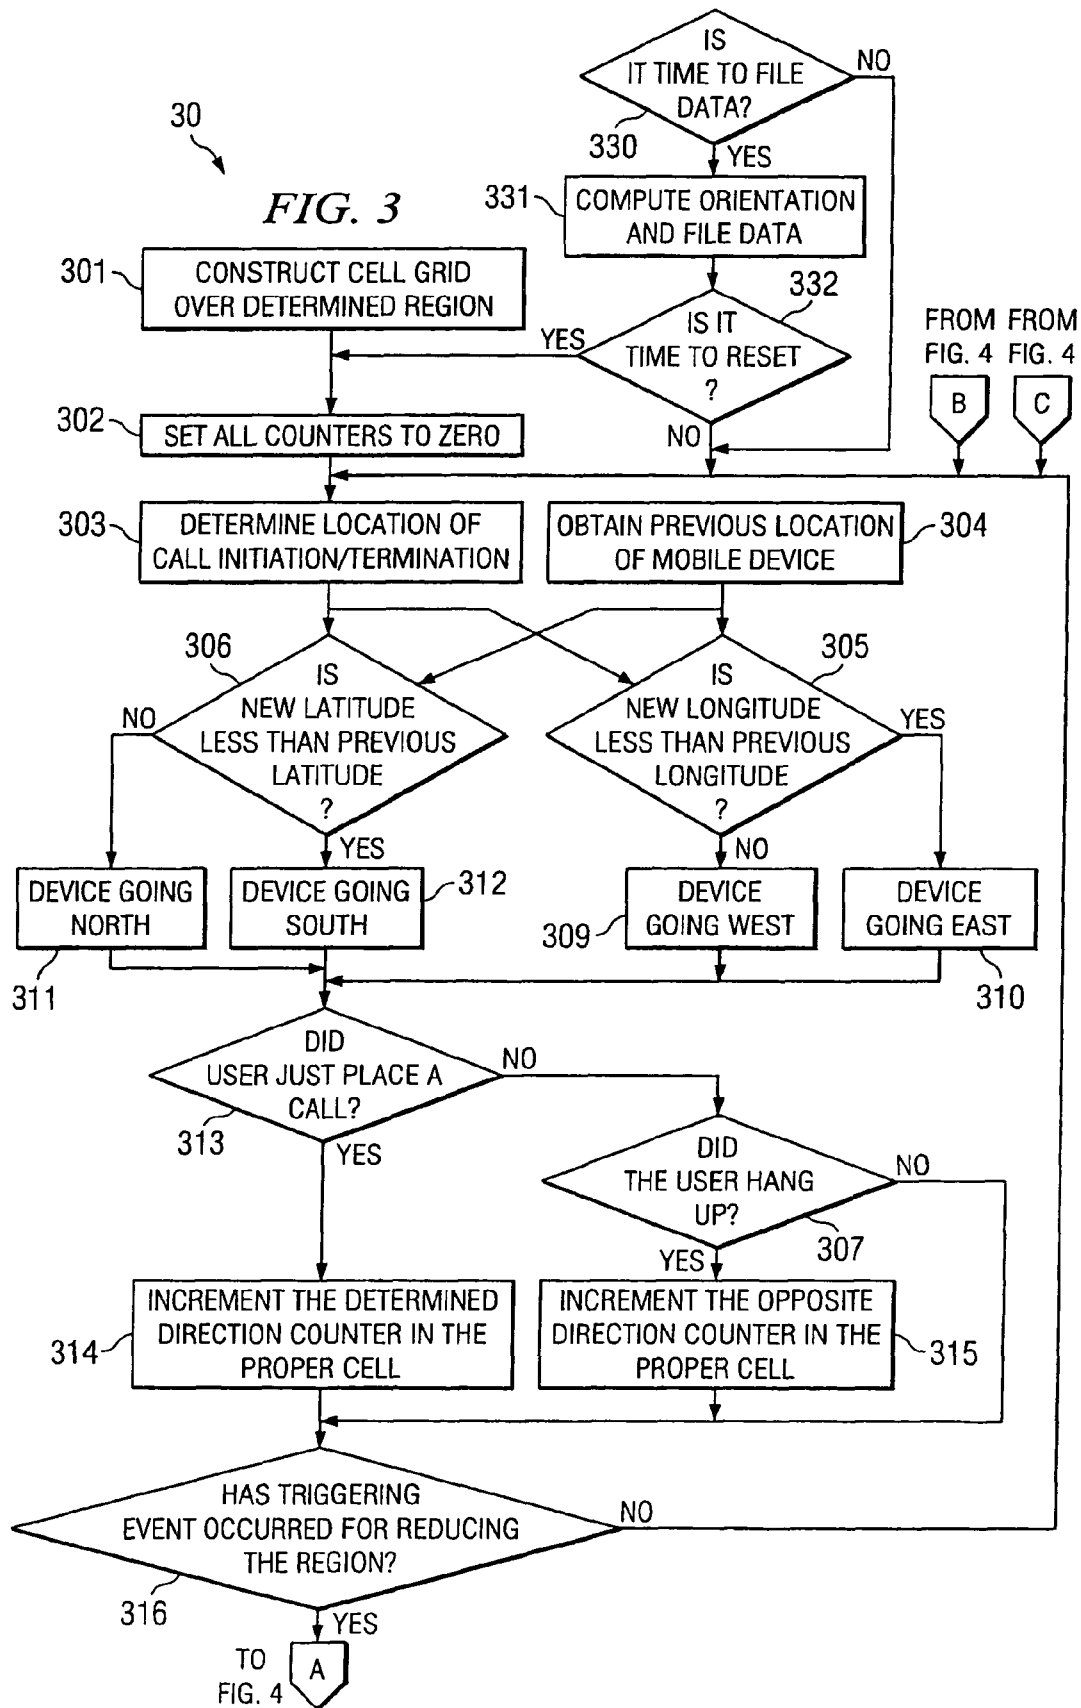 IS
IT TIME TO FILE
DATA?
NO
330
YES
30
FIG. 3
331
COMPUTE ORIENTATION
AND FILE DATA
301
CONSTRUCT CELL GRID
OVER DETERMINED REGION
332
IS IT
TIME TO RESET
?
YES
NO
FROM
FIG. 4
B
FROM
FIG. 4
C
302
SET ALL COUNTERS TO ZERO
303
DETERMINE LOCATION OF
CALL INITIATION/TERMINATION
OBTAIN PREVIOUS LOCATION
OF MOBILE DEVICE
304
306
IS
NEW LATITUDE
LESS THAN PREVIOUS
LATITUDE
?
NO
YES
305
IS
NEW LONGITUDE
LESS THAN PREVIOUS
LONGITUDE
?
YES
NO
DEVICE GOING
NORTH
311
DEVICE GOING
SOUTH
312
DEVICE
GOING WEST
309
DEVICE
GOING EAST
310
DID
USER JUST PLACE A
CALL?
313
NO
YES
DID
THE USER HANG
UP?
NO
307
YES
314
INCREMENT THE DETERMINED
DIRECTION COUNTER IN THE
PROPER CELL
INCREMENT THE OPPOSITE
DIRECTION COUNTER IN THE
PROPER CELL
315
HAS TRIGGERING
EVENT OCCURRED FOR REDUCING
THE REGION?
NO
316
YES
TO
FIG. 4
A